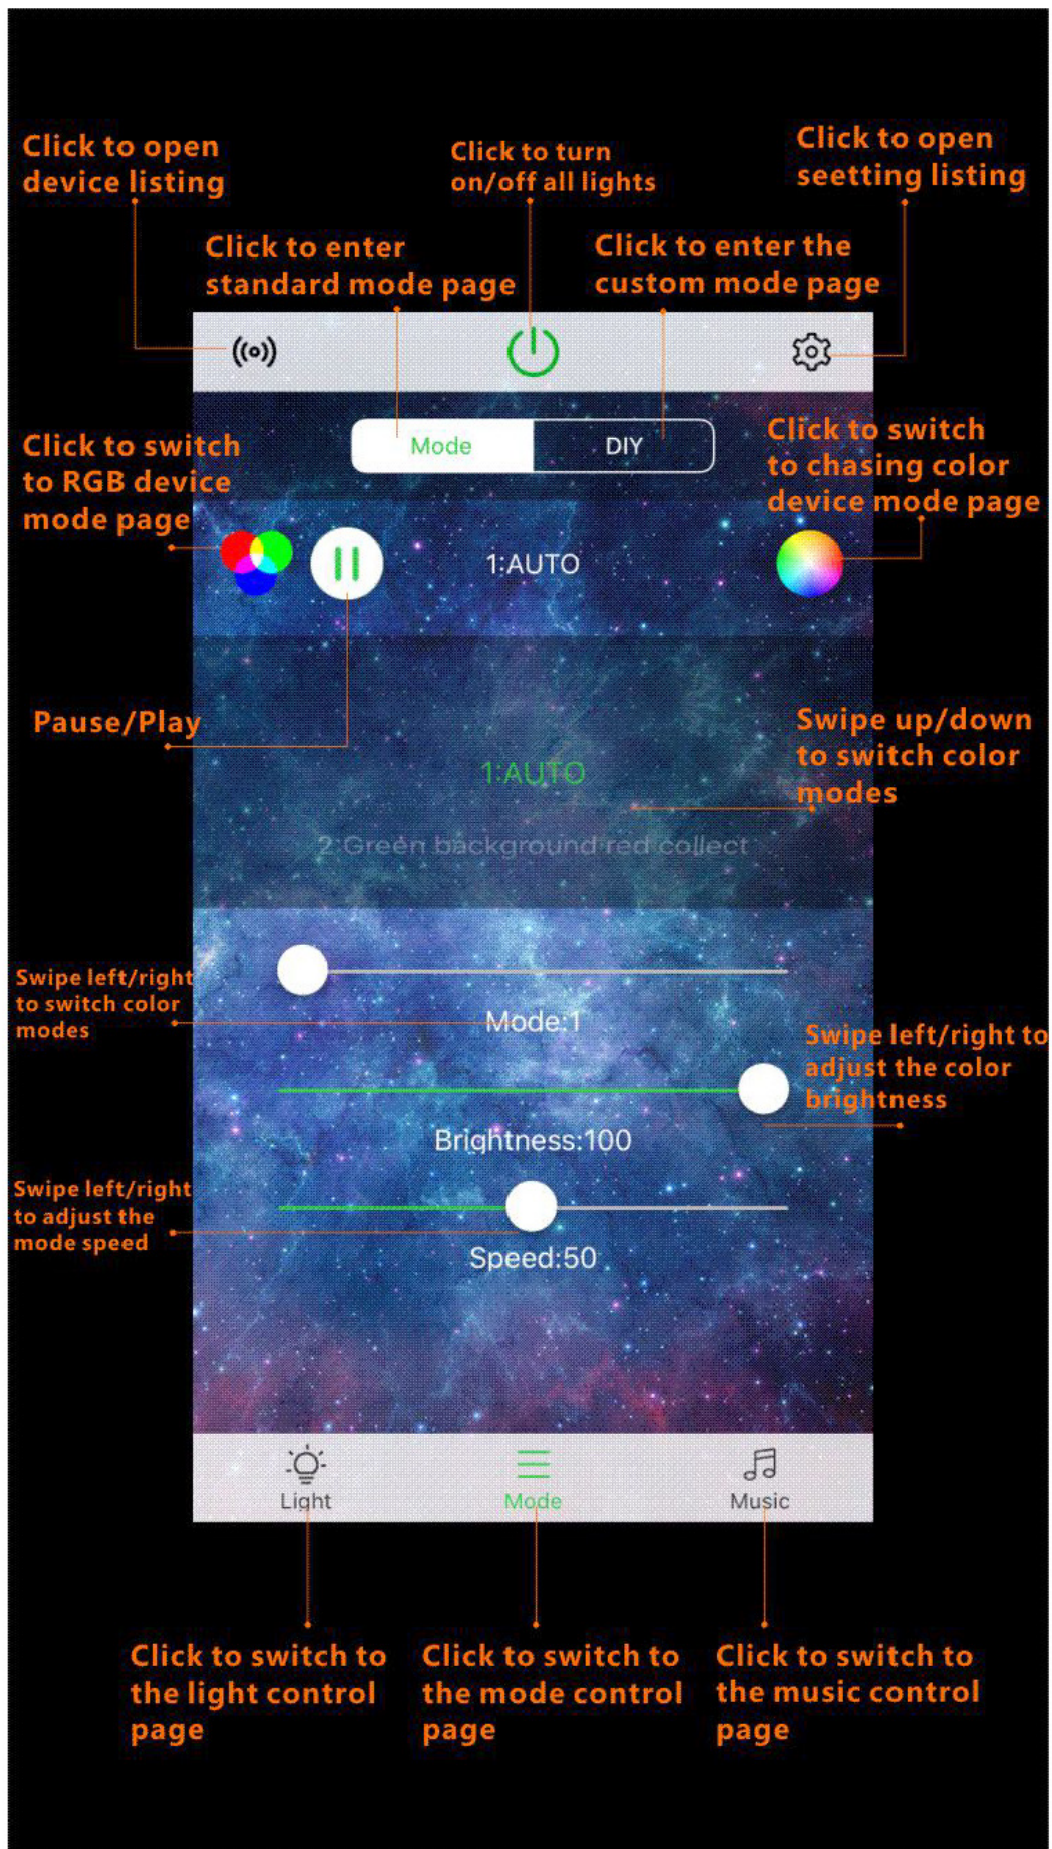 Click to open
device listing
Click to turn
on/off all lights
Click to open
seetting listing
Click to enter
standard mode page
Click to enter the
custom mode page
Mode
DIY
Click to switch
to RGB device
mode page
Click to switch
to chasing color
device mode page
1:AUTO
Pause/Play
Swipe up/down
to switch color
modes
1:AUTO
2:Green background red collect
Swipe left/right
to switch color
modes
Mode:1
Swipe left/right to
adjust the color
brightness
Brightness:100
Swipe left/right
to adjust the
mode speed
Speed:50
Light
Mode
Music
Click to switch to
the light control
page
Click to switch to
the mode control
page
Click to switch to
the music control
page